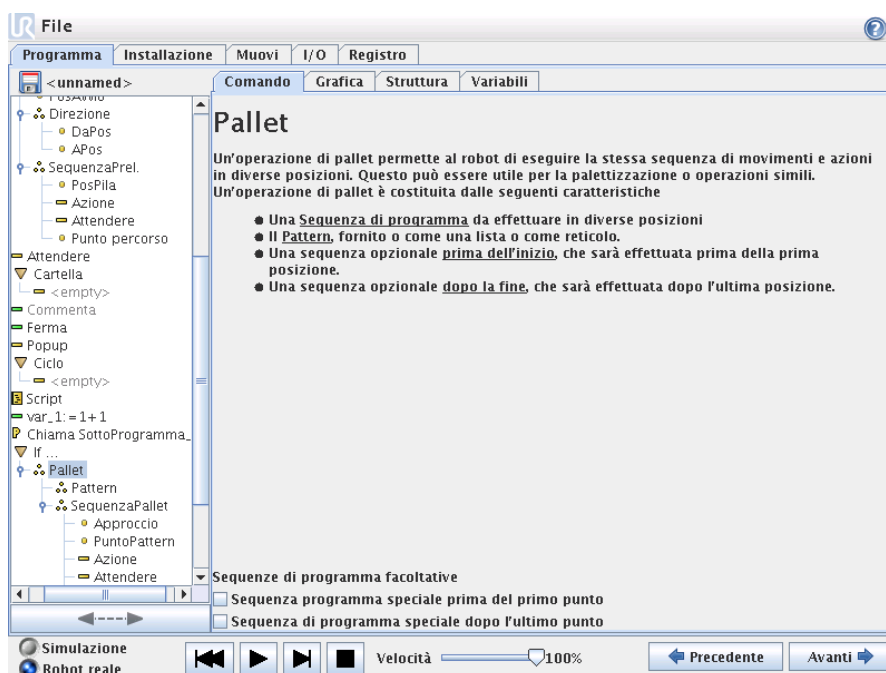 File
Programma Installazione Muovi I/O Registro
<unnamed>
Comando Grafica Struttura Variabili
PosAvvio
Direzione
DaPos
APos
SequenzaPrel.
PosPila
Azione
Attendere
Punto percorso
Attendere
Cartella
<empty>
Commenta
Ferma
Popup
Ciclo
<empty>
Script
var_1:=1+1
Chiama SottoProgramma_
If ...
Pallet
Pattern
SequenzaPallet
Approccio
PuntoPattern
Azione
Attendere
Pallet
Un'operazione di pallet permette al robot di eseguire la stessa sequenza di movimenti e azioni
in diverse posizioni. Questo può essere utile per la palettizzazione o operazioni simili.
Un'operazione di pallet è costituita dalle seguenti caratteristiche
Una Sequenza di programma da effettuare in diverse posizioni
Il Pattern, fornito o come una lista o come reticolo.
Una sequenza opzionale prima dell'inizio, che sarà effettuata prima della prima
posizione.
Una sequenza opzionale dopo la fine, che sarà effettuata dopo l'ultima posizione.
Sequenze di programma facoltative
Sequenza programma speciale prima del primo punto
Sequenza di programma speciale dopo l'ultimo punto
Simulazione
Robot reale
Velocità 100%
Precedente Avanti